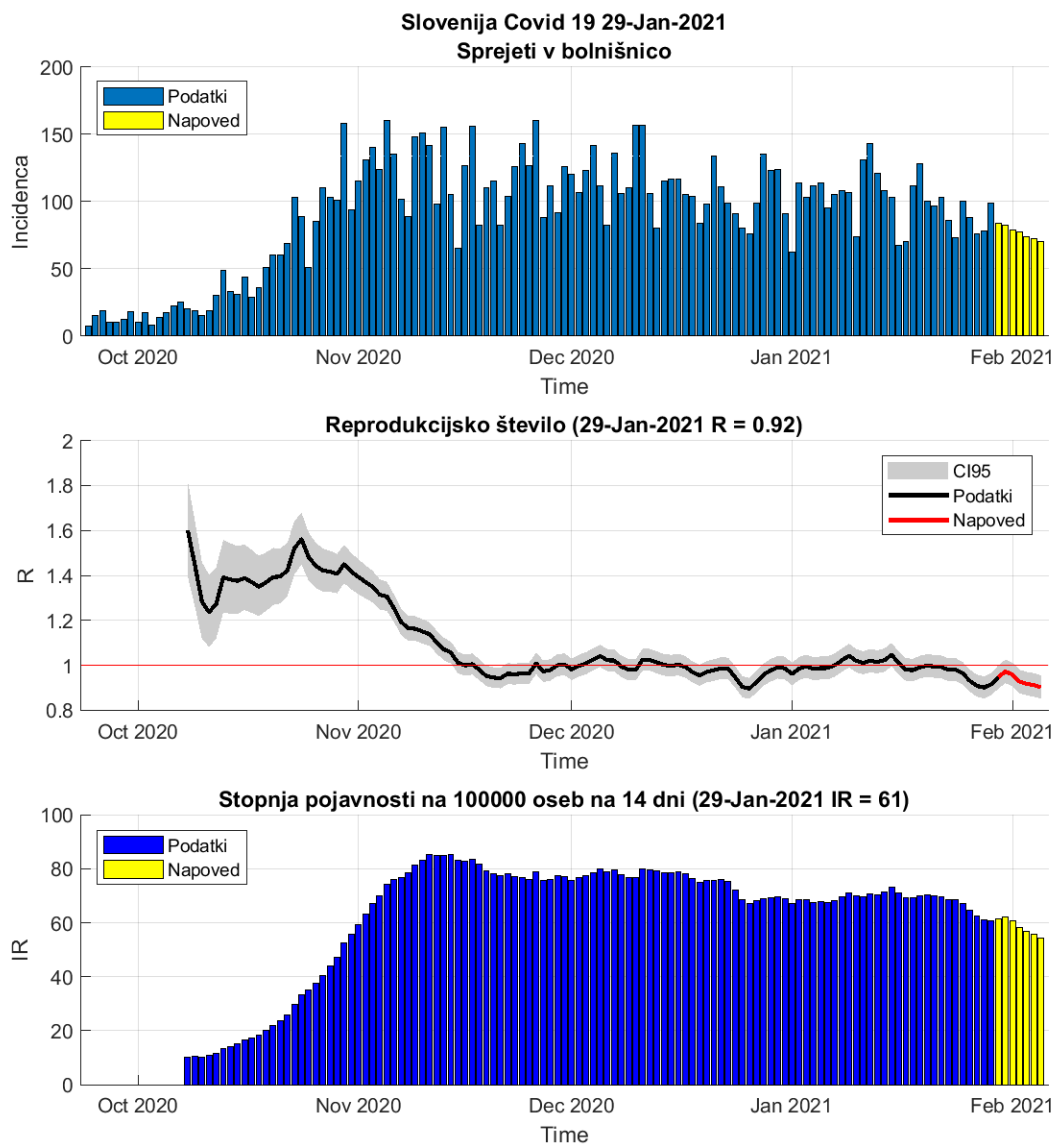 Slovenija Covid 19 29-Jan-2021
Sprejeti v bolnišnico
200
150
100
50
0
Incidenca
Podatki
Napoved
Oct 2020 Nov 2020 Dec 2020 Jan 2021 Feb 2021
Time
Reprodukcijsko število (29-Jan-2021 R = 0.92)
2
1.8
1.6
1.4
1.2
1
0.8
R
CI95
Podatki
Napoved
Oct 2020 Nov 2020 Dec 2020 Jan 2021 Feb 2021
Time
Stopnja pojavnosti na 100000 oseb na 14 dni (29-Jan-2021 IR = 61)
100
80
60
40
20
0
IR
Podatki
Napoved
Oct 2020 Nov 2020 Dec 2020 Jan 2021 Feb 2021
Time